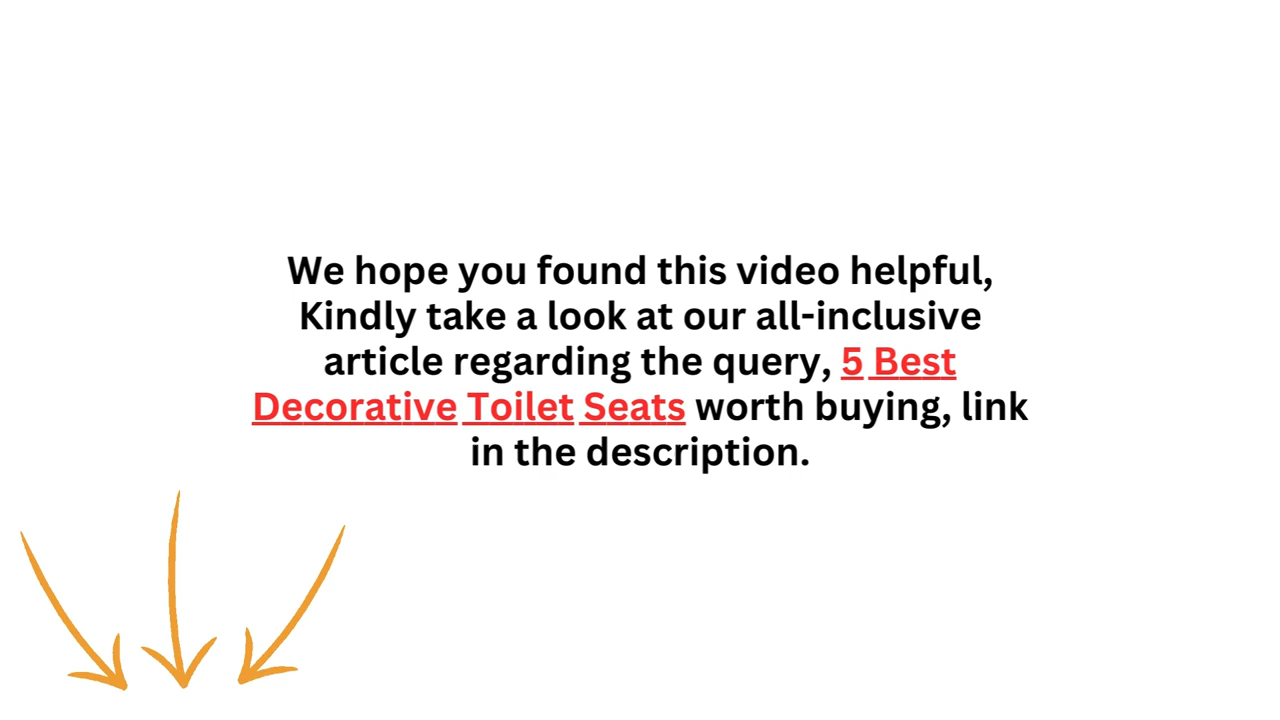 We hope you found this video helpful,
Kindly take a look at our all-inclusive
article regarding the query, 5 Best
Decorative Toilet Seats worth buying, link
in the description.